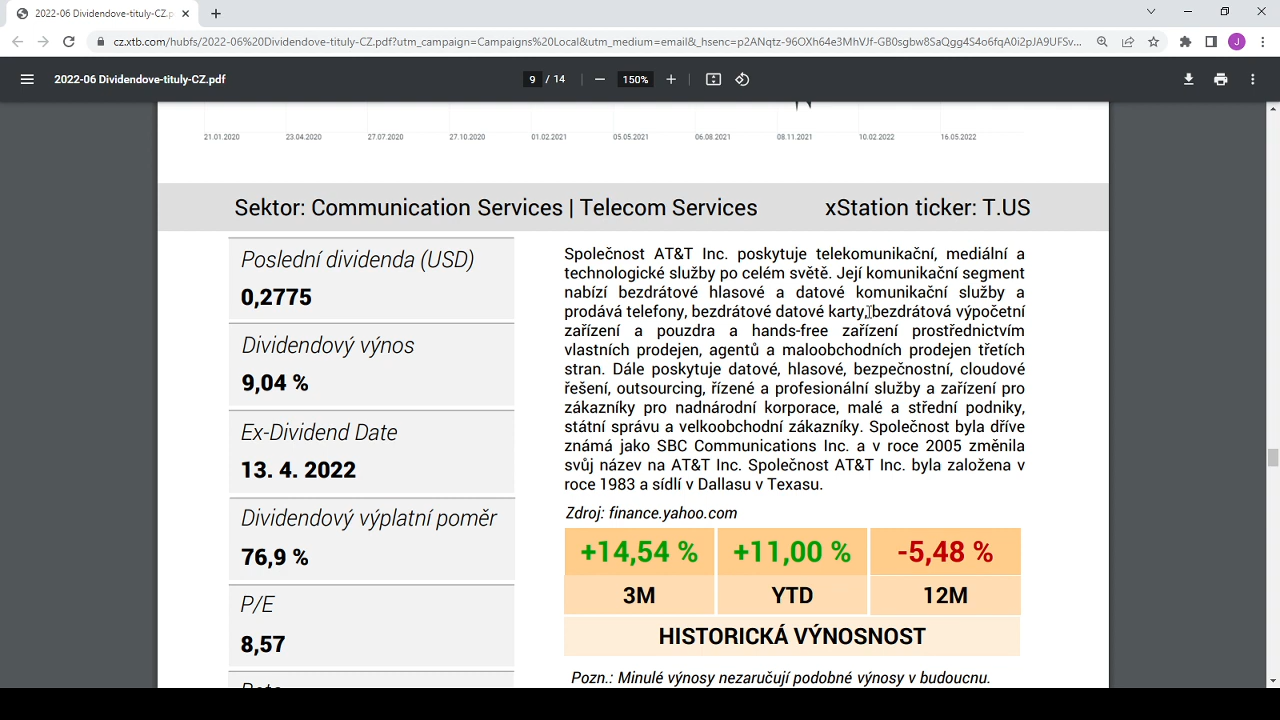 2022-06 Dividendove-tituly-CZ.p
cz.xtb.com/hubfs/2022-06%20Dividendove-tituly-CZ.pdf?utm_campaign=Campaigns%20Local&utm_medium=email&_hsenc=p2ANqtz-96OXh64e3MhVJf-GB0sgbw8SaQgg4S4o6fqA0i2pJA9UFSv...
J
2022-06 Dividendove-tituly-CZ.pdf
9 / 14
150%
21.01.2020 23.04.2020 27.07.2020 27.10.2020 01.02.2021 05.05.2021 06.08.2021 08.11.2021 10.02.2022 16.05.2022
Sektor: Communication Services | Telecom Services xStation ticker: T.US
Poslední dividenda (USD)
0,2775
Dividendový výnos
9,04 %
Ex-Dividend Date
13. 4. 2022
Dividendový výplatní poměr
76,9 %
P/E
8,57
Společnost AT&T Inc. poskytuje telekomunikační, mediální a
technologické služby po celém světě. Její komunikační segment
nabízí bezdrátové hlasové a datové komunikační služby a
prodává telefony, bezdrátové datové karty, bezdrátová výpočetní
zařízení a pouzdra a hands-free zařízení prostřednictvím
vlastních prodejen, agentů a maloobchodních prodejen třetích
stran. Dále poskytuje datové, hlasové, bezpečnostní, cloudové
řešení, outsourcing, řízené a profesionální služby a zařízení pro
zákazníky pro nadnárodní korporace, malé a střední podniky,
státní správu a velkoobchodní zákazníky. Společnost byla dříve
známá jako SBC Communications Inc. a v roce 2005 změnila
svůj název na AT&T Inc. Společnost AT&T Inc. byla založena v
roce 1983 a sídlí v Dallasu v Texasu.
Zdroj: finance.yahoo.com
+14,54 % +11,00 % -5,48 %
3M YTD 12M
HISTORICKÁ VÝNOSNOST
Pozn.: Minulé výnosy nezaručují podobné výnosy v budoucnu.